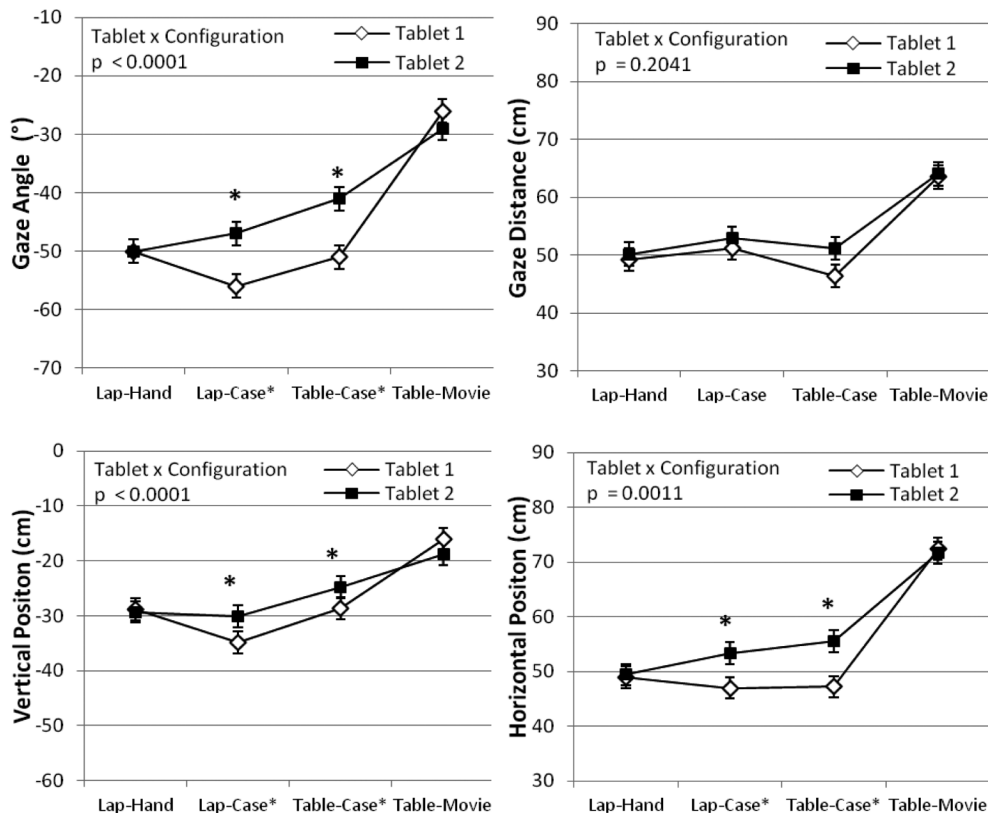 -10
-20
-30
-40
-50
-60
-70
Gaze Angle (°)
Tablet x Configuration
p < 0.0001
Tablet 1
Tablet 2
*
*
Lap-Hand Lap-Case* Table-Case* Table-Movie
90
80
70
60
50
40
30
Gaze Distance (cm)
Tablet x Configuration
p = 0.2041
Tablet 1
Tablet 2
Lap-Hand Lap-Case Table-Case Table-Movie
0
-10
-20
-30
-40
-50
-60
Vertical Positon (cm)
Tablet x Configuration
p < 0.0001
Tablet 1
Tablet 2
*
*
Lap-Hand Lap-Case* Table-Case* Table-Movie
90
80
70
60
50
40
30
Horizontal Positon (cm)
Tablet x Configuration
p = 0.0011
Tablet 1
Tablet 2
*
*
Lap-Hand Lap-Case* Table-Case* Table-Movie